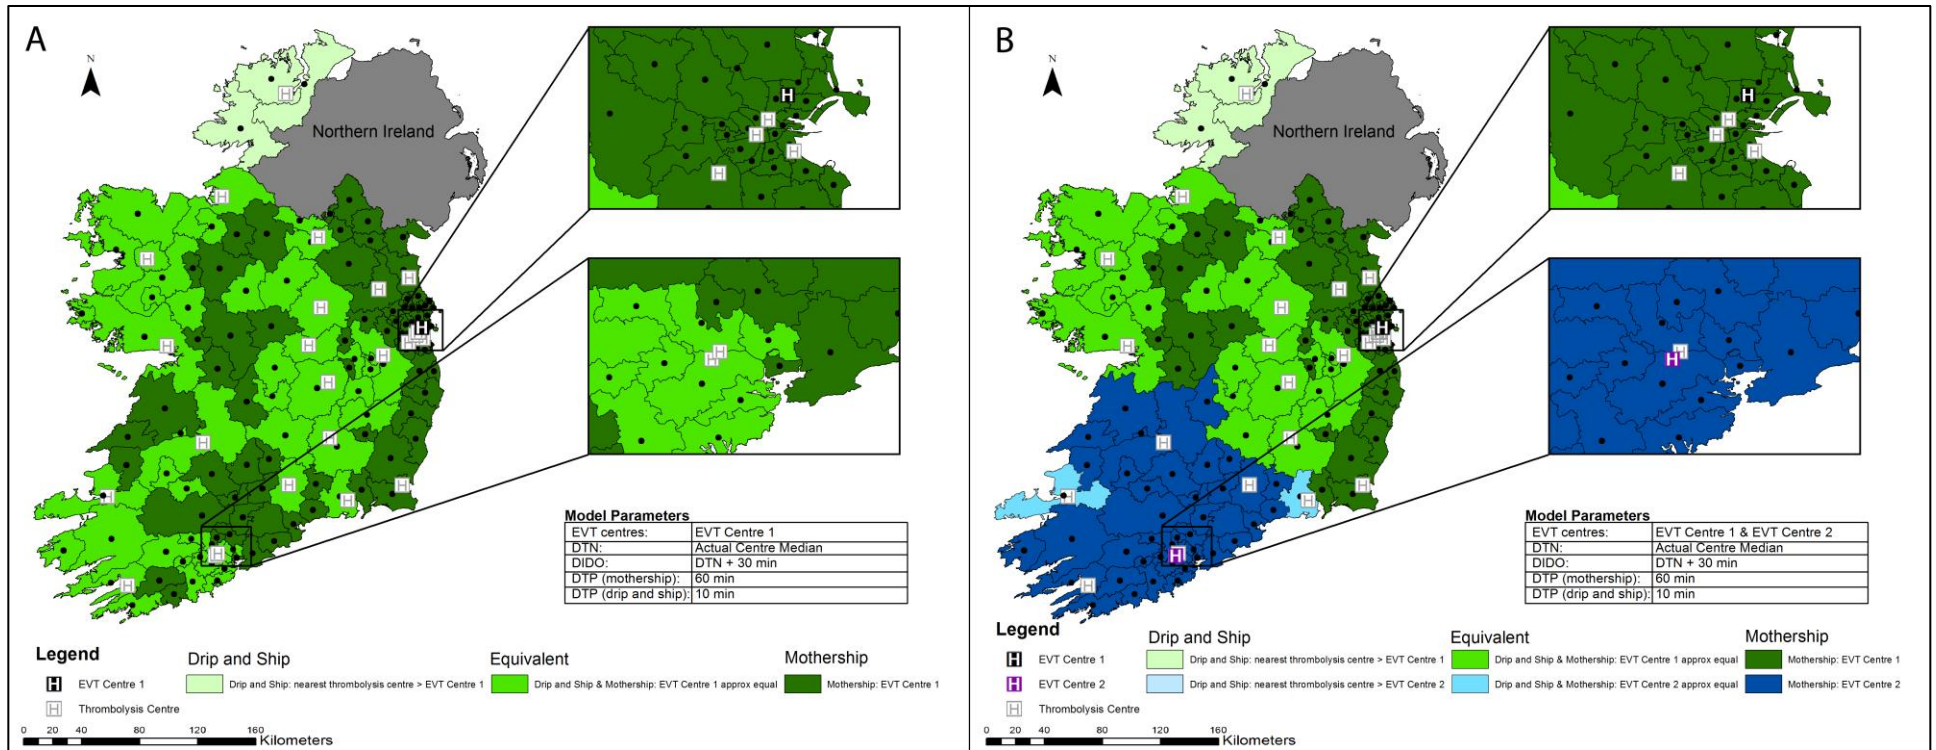 A
N
Northern Ireland
H
Model Parameters
EVT centres: EVT Centre 1
DTN: Actual Centre Median
DIDO: DTN + 30 min
DTP (mothership): 60 min
DTP (drip and ship): 10 min
Legend
H EVT Centre 1
H Thrombolysis Centre
Drip and Ship
Drip and Ship: nearest thrombolysis centre > EVT Centre 1
Equivalent
Drip and Ship & Mothership: EVT Centre 1 approx equal
Mothership
Mothership: EVT Centre 1
0 20 40 80 120 160
Kilometers
B
N
Northern Ireland
H
Model Parameters
EVT centres: EVT Centre 1 & EVT Centre 2
DTN: Actual Centre Median
DIDO: DTN + 30 min
DTP (mothership): 60 min
DTP (drip and ship): 10 min
Legend
H EVT Centre 1
H EVT Centre 2
H Thrombolysis Centre
Drip and Ship
Drip and Ship: nearest thrombolysis centre > EVT Centre 1
Drip and Ship: nearest thrombolysis centre > EVT Centre 2
Equivalent
Drip and Ship & Mothership: EVT Centre 1 approx equal
Drip and Ship & Mothership: EVT Centre 2 approx equal
Mothership
Mothership: EVT Centre 1
Mothership: EVT Centre 2
0 20 40 80 120 160
Kilometers